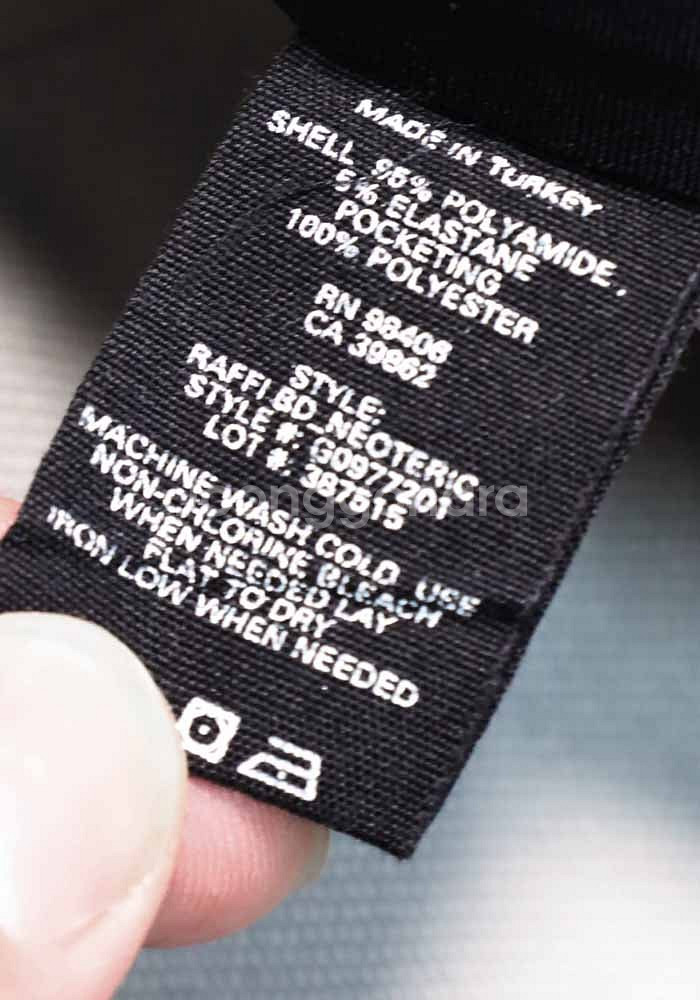 MADE IN TURKEY
SHELL 95% POLYAMIDE,
5% ELASTANE
POCKETING
100% POLYESTER
RN 98406
CA 39862
STYLE:
RAFFI BD_NEOTERIC
STYLE #: G0977201
LOT #: 387515
MACHINE WASH COLD USE
NON-CHLORINE BLEACH
WHEN NEEDED LAY
FLAT TO DRY
IRON LOW WHEN NEEDED